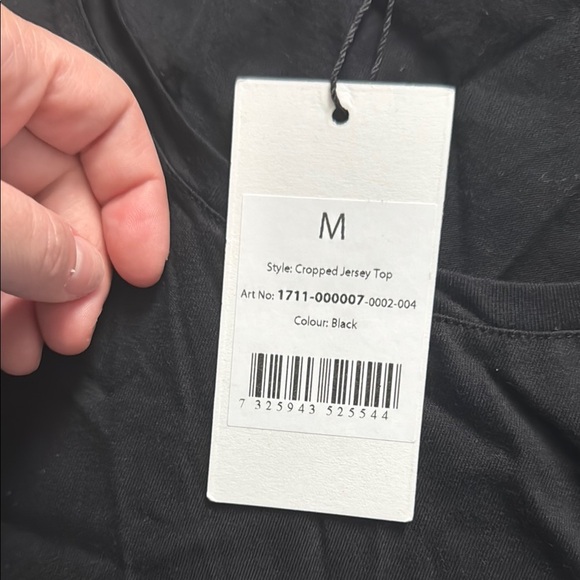 M
Style: Cropped Jersey Top
Art No: 1711-000007-0002-004
Colour: Black
7 325943 525544